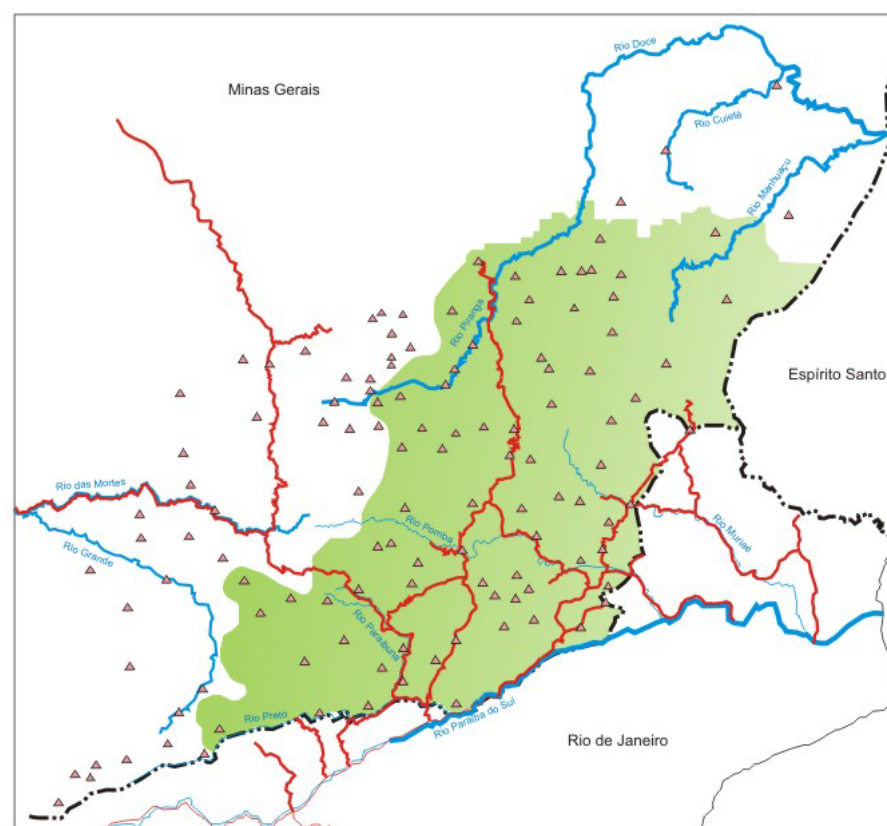 Rio Doce
Minas Gerais
Rio Cuieté
Rio Manhuaçu
Rio Piranga
Espírito Santo
Rio das Mortes
Rio Pomba
Rio Muriaé
Rio Grande
Rio Paraibuna
Rio Preto
Rio Paraíba do Sul
Rio de Janeiro